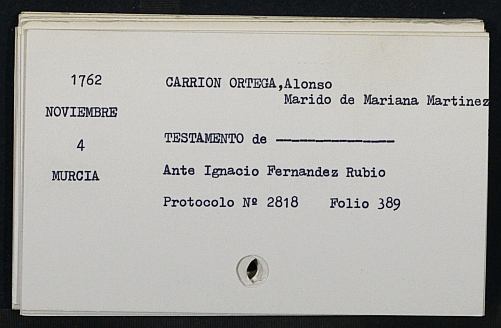 1762
NOVIEMBRE
4
MURCIA
CARRION ORTEGA,Alonso
Marido de Mariana Martinez
TESTAMENTO de ---------------
Ante Ignacio Fernandez Rubio
Protocolo Nº 2818 Folio 389